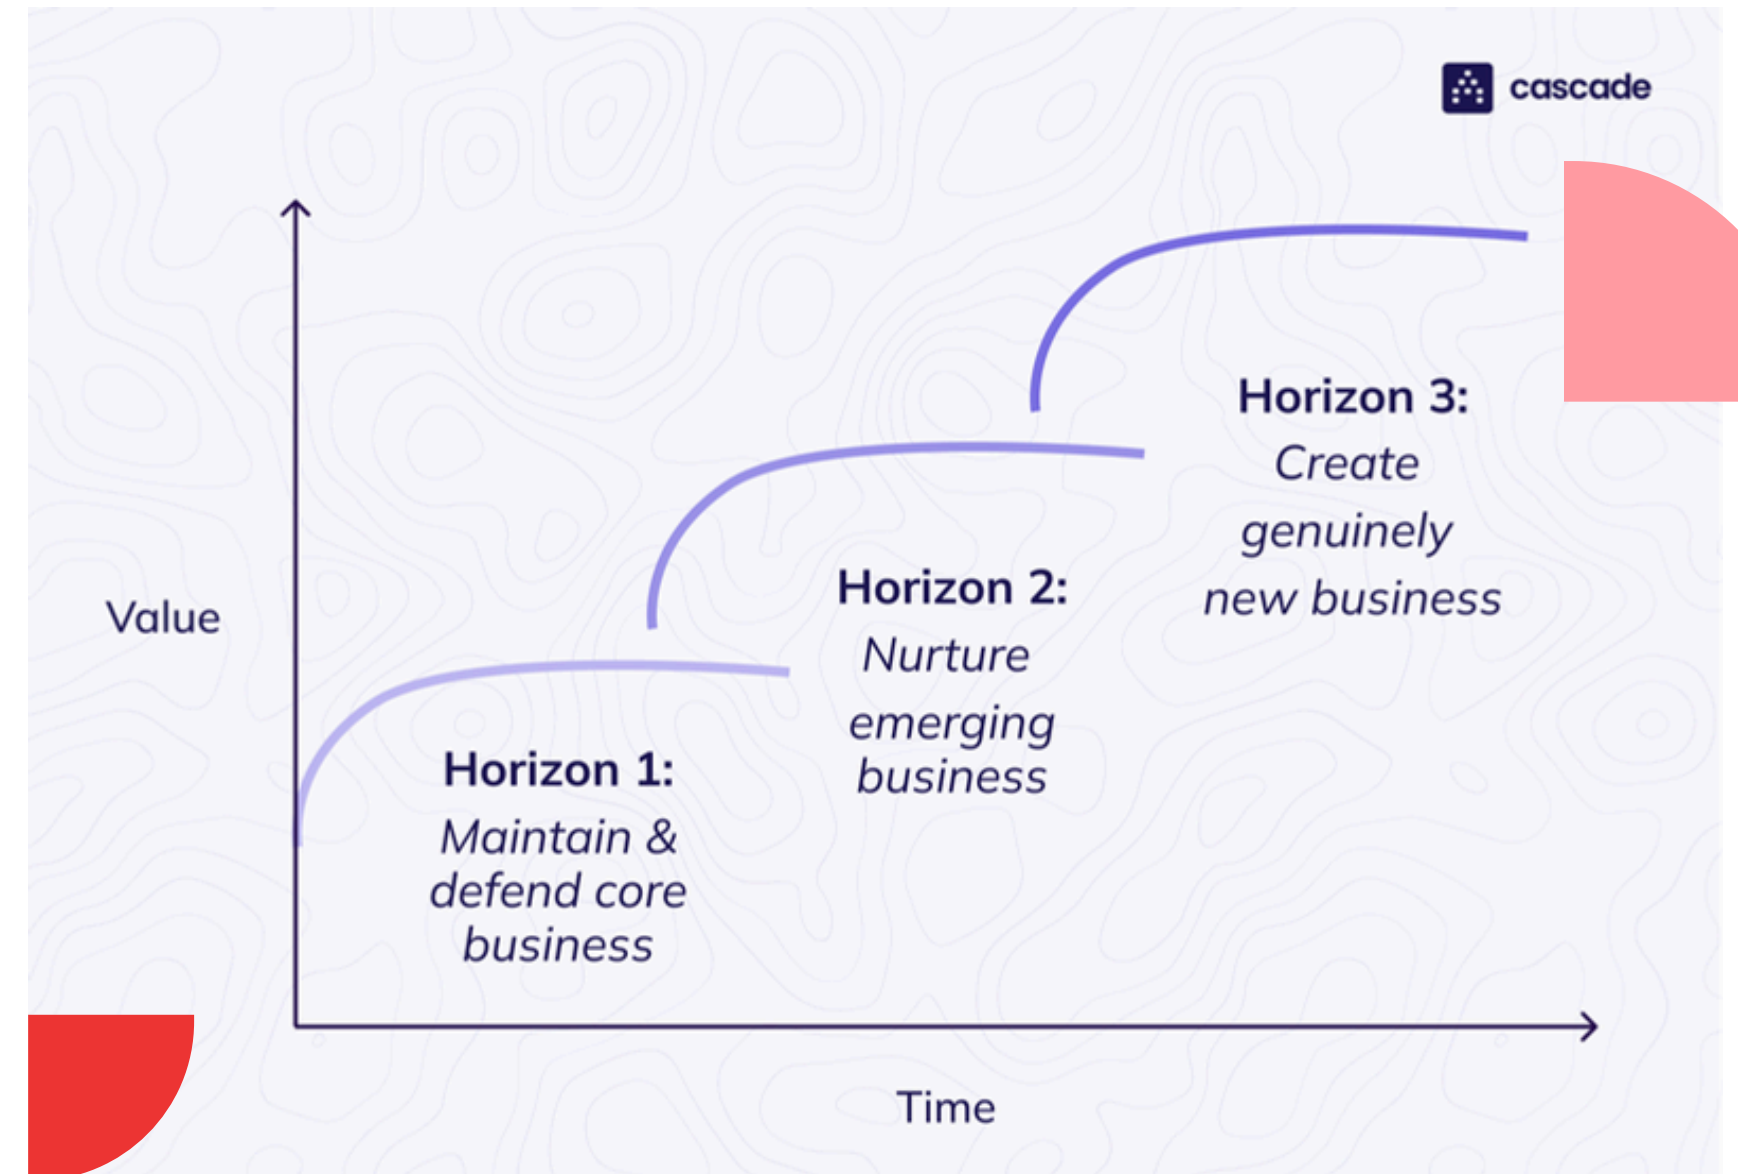 cascade
Value
Horizon 1:
Maintain &
defend core
business
Horizon 2:
Nurture
emerging
business
Horizon 3:
Create
genuinely
new business
Time